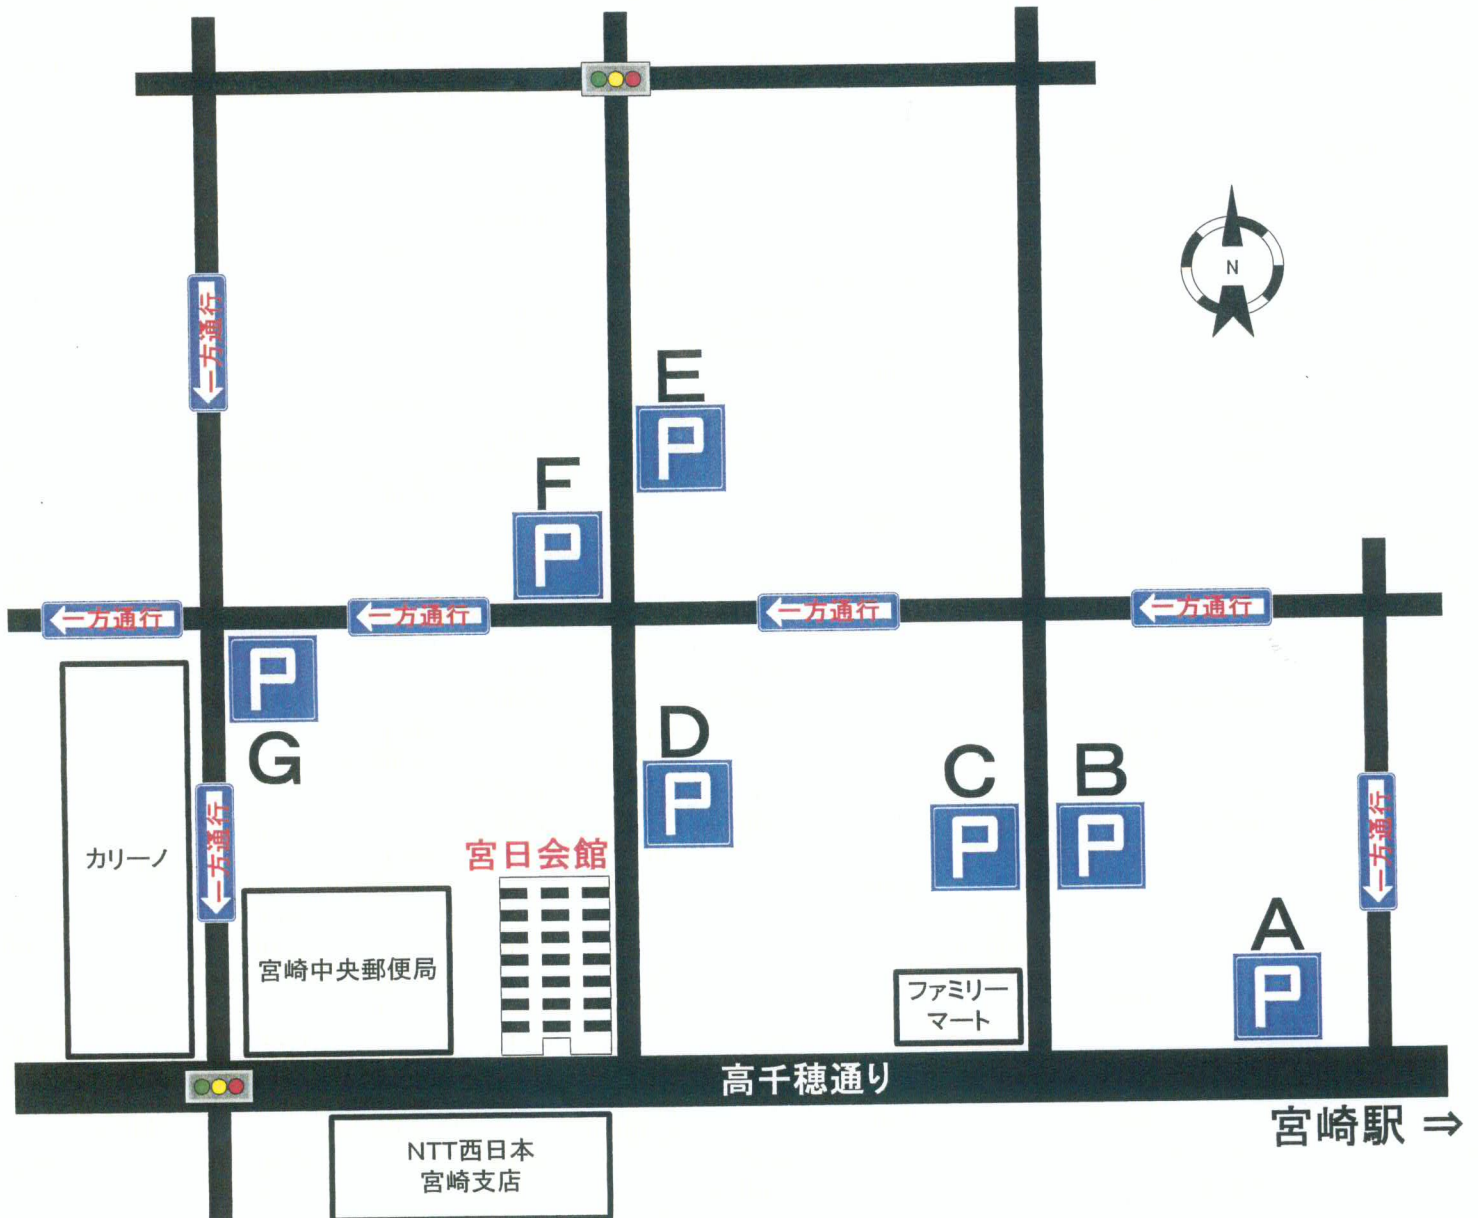 N
一方通行
E
P
F
P
一方通行
一方通行
一方通行
一方通行
P
G
D
P
C
P
B
P
一方通行
一方通行
カリーノ
宮日会館
A
P
宮崎中央郵便局
ファミリー
マート
高千穂通り
宮崎駅 ⇒
NTT西日本
宮崎支店